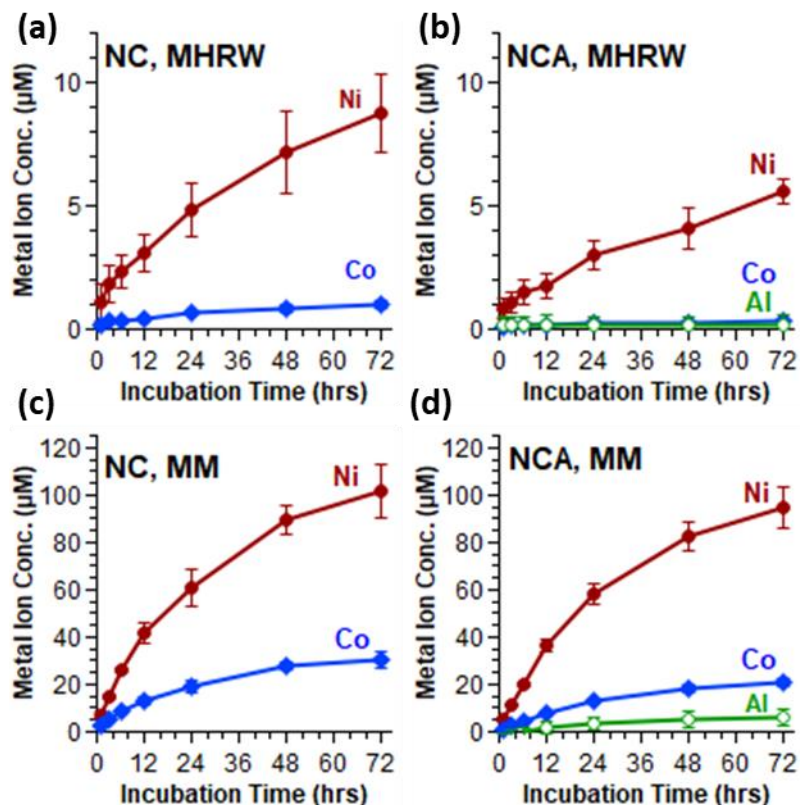 (a)
NC, MHRW
Metal Ion Conc. (µM)
10
5
0
Ni
Co
0 12 24 36 48 60 72
Incubation Time (hrs)
(b)
NCA, MHRW
Metal Ion Conc. (µM)
10
5
0
Ni
Co
Al
0 12 24 36 48 60 72
Incubation Time (hrs)
(c)
NC, MM
Metal Ion Conc. (µM)
120
100
80
60
40
20
0
Ni
Co
0 12 24 36 48 60 72
Incubation Time (hrs)
(d)
NCA, MM
Metal Ion Conc. (µM)
120
100
80
60
40
20
0
Ni
Co
Al
0 12 24 36 48 60 72
Incubation Time (hrs)